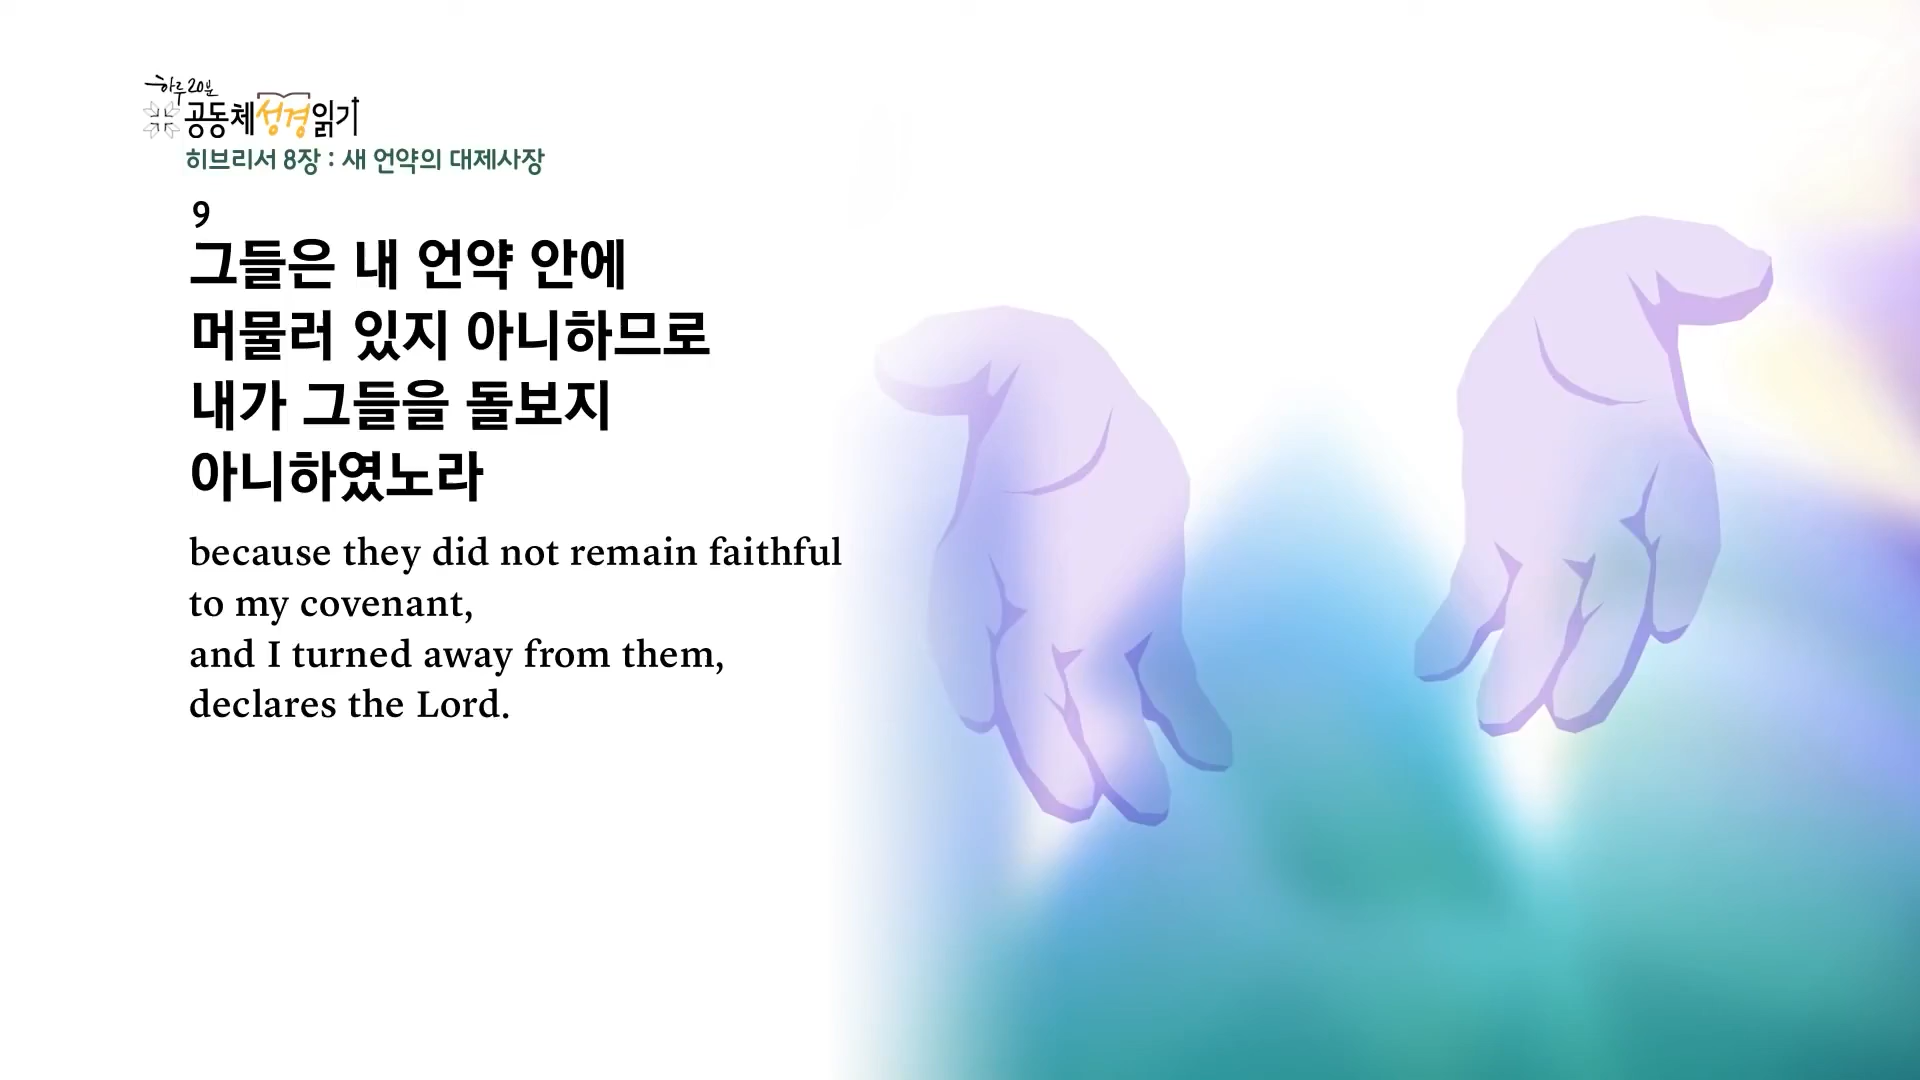 하루 20분
공동체성경읽기
히브리서 8장 : 새 언약의 대제사장
9
그들은 내 언약 안에
머물러 있지 아니하므로
내가 그들을 돌보지
아니하였노라
because they did not remain faithful
to my covenant,
and I turned away from them,
declares the Lord.